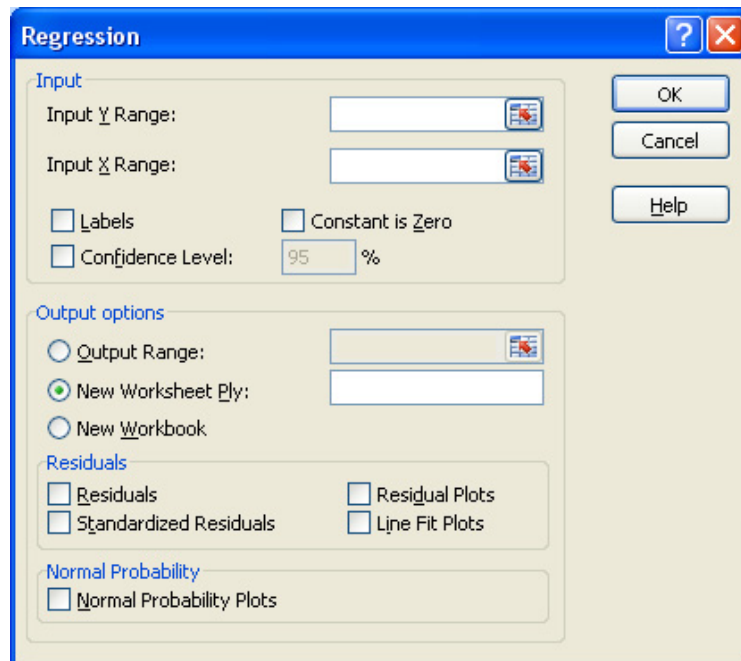 Regression ?
Input
Input Y Range:
Input X Range:
Labels Constant is Zero
Confidence Level: 95 %
OK
Cancel
Help
Output options
Output Range:
New Worksheet Ply:
New Workbook
Residuals
Residuals Residual Plots
Standardized Residuals Line Fit Plots
Normal Probability
Normal Probability Plots